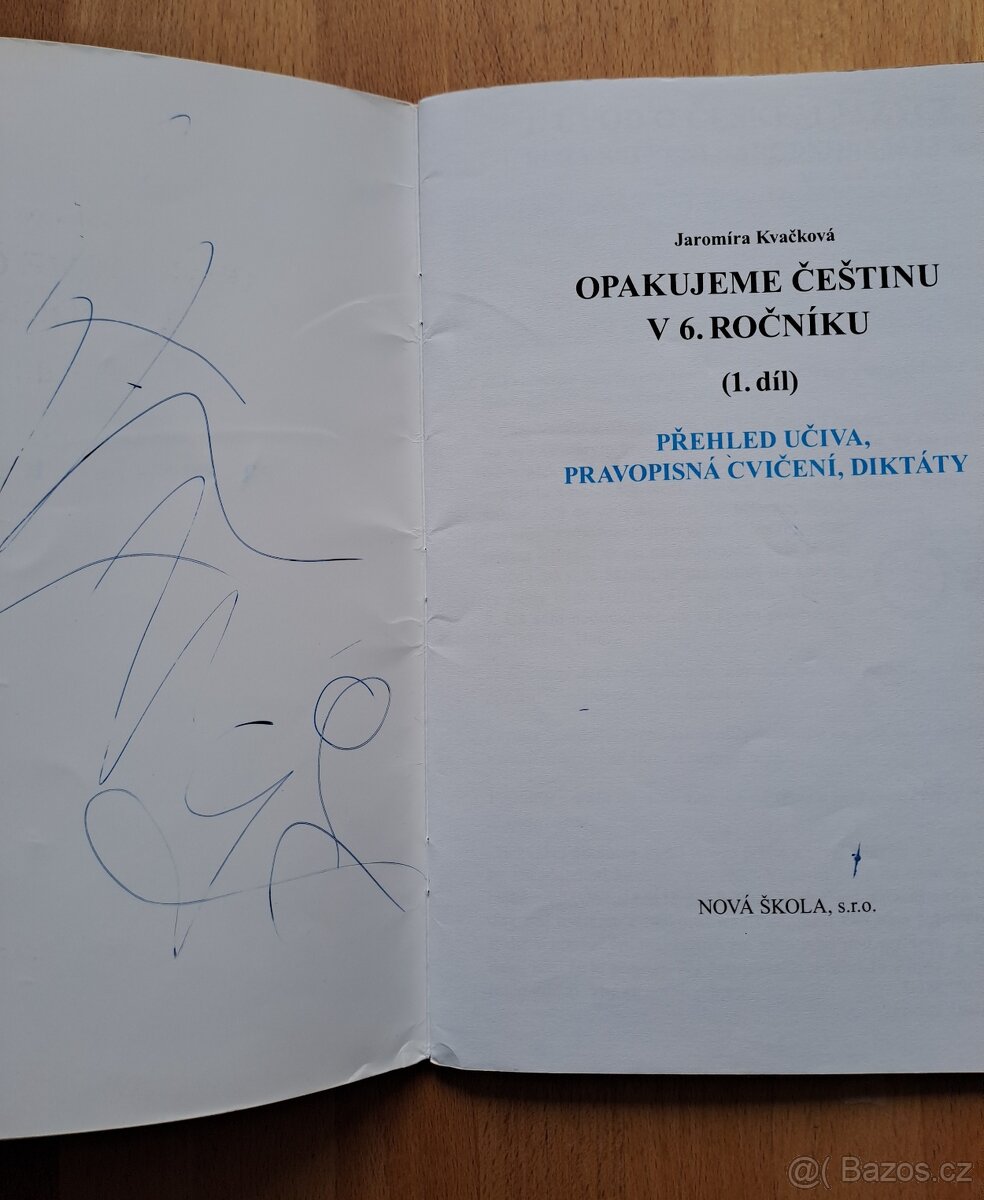 Jaromíra Kvačková
OPAKUJEME ČEŠTINU
V 6. ROČNÍKU
(1. díl)
PŘEHLED UČIVA,
PRAVOPISNÁ CVIČENÍ, DIKTÁTY
NOVÁ ŠKOLA, s.r.o.
@( Bazos.cz